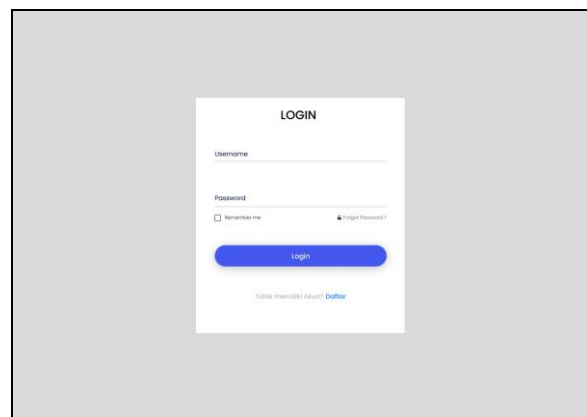 LOGIN
Username
Password
Remember me
Forgot Password ?
Login
Tidak memiliki Akun? Daftar